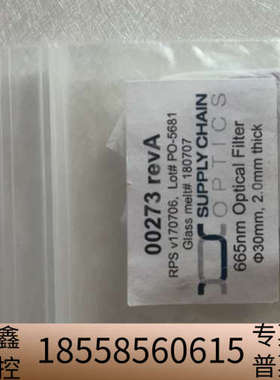 00273 revA
RPS v170706, Lot# PO-5681
Glass melt# 180707
SUPPLY CHAIN
OPTICS
665nm Optical Filter
Φ30mm, 2.0mm thick
鑫
控
18558560615
专
普